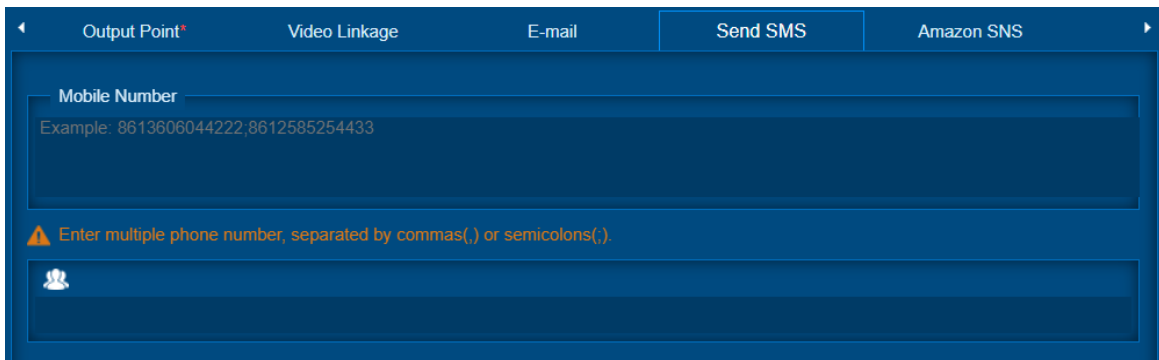 Output Point* Video Linkage E-mail Send SMS Amazon SNS
Mobile Number
Example: 8613606044222;8612585254433
Enter multiple phone number, separated by commas(,) or semicolons(;).